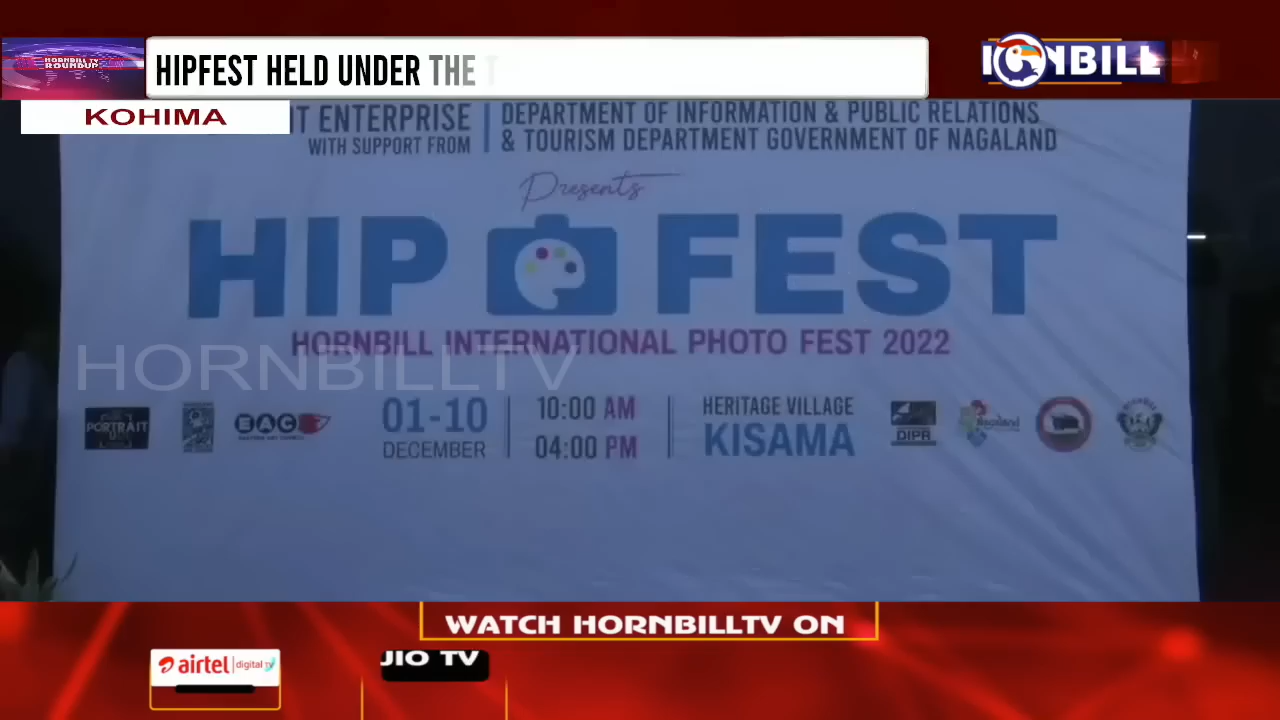 HORNBILL TV
ROUNDUP
HIPFEST HELD UNDER THE T
KOHIMA
IT ENTERPRISE
WITH SUPPORT FROM
DEPARTMENT OF INFORMATION & PUBLIC RELATIONS
& TOURISM DEPARTMENT GOVERNMENT OF NAGALAND
Presents
HIP FEST
HORNBILL INTERNATIONAL PHOTO FEST 2022
HORNBILLTV
PORTRAIT
EAC
01-10
DECEMBER
10:00 AM
04:00 PM
HERITAGE VILLAGE
KISAMA
DIPR
Nagaland
WATCH HORNBILLTV ON
airtel digital TV
JIO TV